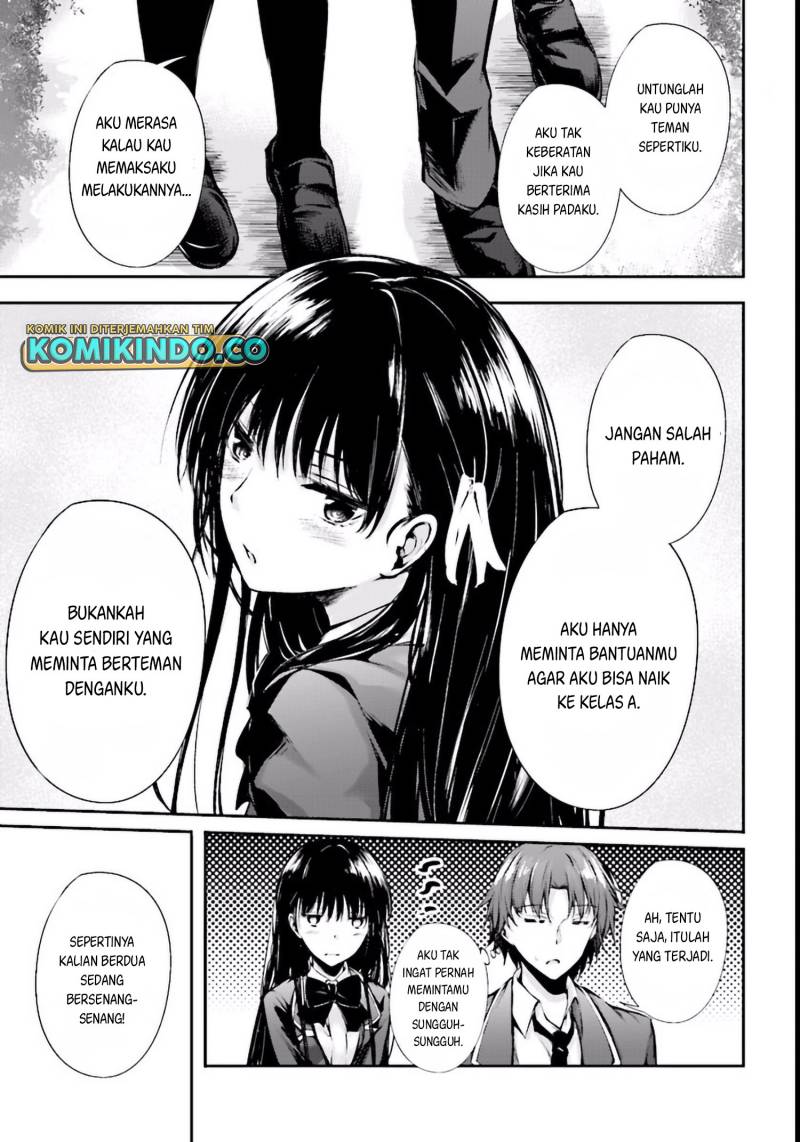 UNTUNGLAH
KAU PUNYA
TEMAN
SEPERTIKU.
AKU TAK
KEBERATAN
JIKA KAU
BERTERIMA
KASIH PADAKU.
AKU MERASA
KALAU KAU
MEMAKSAKU
MELAKUKANNYA...
KOMIK INI DITERJEMAHKAN TIM
KOMIKINDO.CO
JANGAN SALAH
PAHAM.
AKU HANYA
MEMINTA BANTUANMU
AGAR AKU BISA NAIK
KE KELAS A.
BUKANKAH
KAU SENDIRI YANG
MEMINTA BERTEMAN
DENGANKU.
AH, TENTU
SAJA, ITULAH
YANG TERJADI.
AKU TAK
INGAT PERNAH
MEMINTAMU
DENGAN
SUNGGUH-
SUNGGUH.
SEPERTINYA
KALIAN BERDUA
SEDANG
BERSENANG-
SENANG!